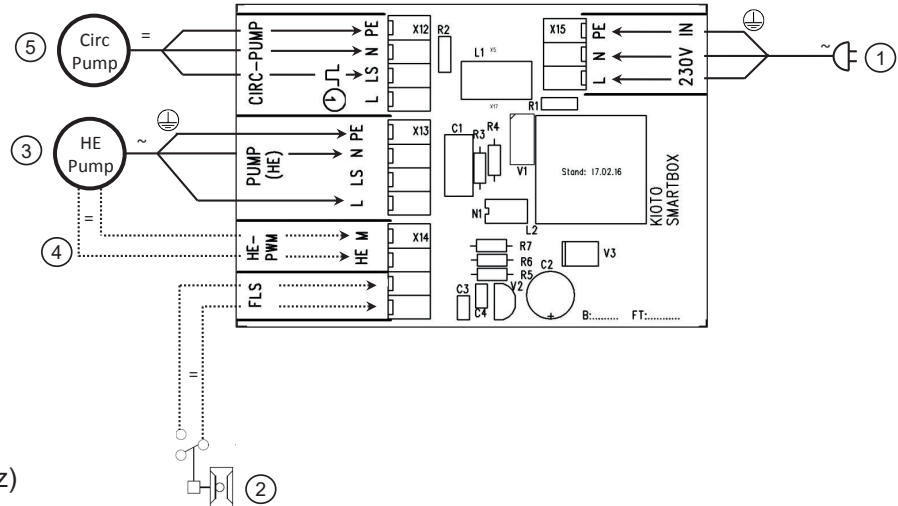 5
Circ
Pump
=
CIRC-PUMP
PE
N
LS
L
X12
R2
L1
X5
X17
R1
X15
PE
N
L
230V IN
~
1
3
HE
Pump
~
PUMP
(HE)
PE
N
LS
L
X13
C1
R3
R4
V1
Stand: 17.02.16
KIOTO
SMARTBOX
N1
L2
4
=
HE-
PWM
M
HE
X14
FLS
R7
R6
R5
V2
C2
V3
C3
C4
+
B:......... FT:...........
=
z)
2